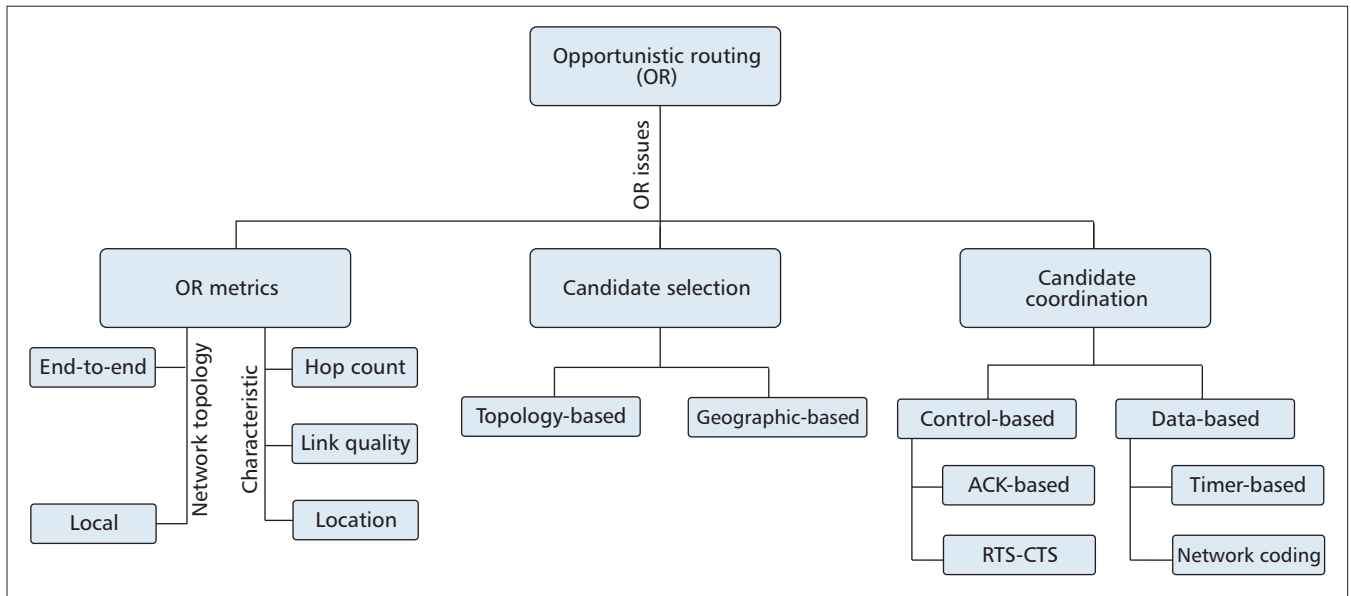 Opportunistic routing
(OR)
OR issues
OR metrics
Candidate selection
Candidate
coordination
Network topology
End-to-end
Local
Characteristic
Hop count
Link quality
Location
Topology-based
Geographic-based
Control-based
ACK-based
RTS-CTS
Data-based
Timer-based
Network coding